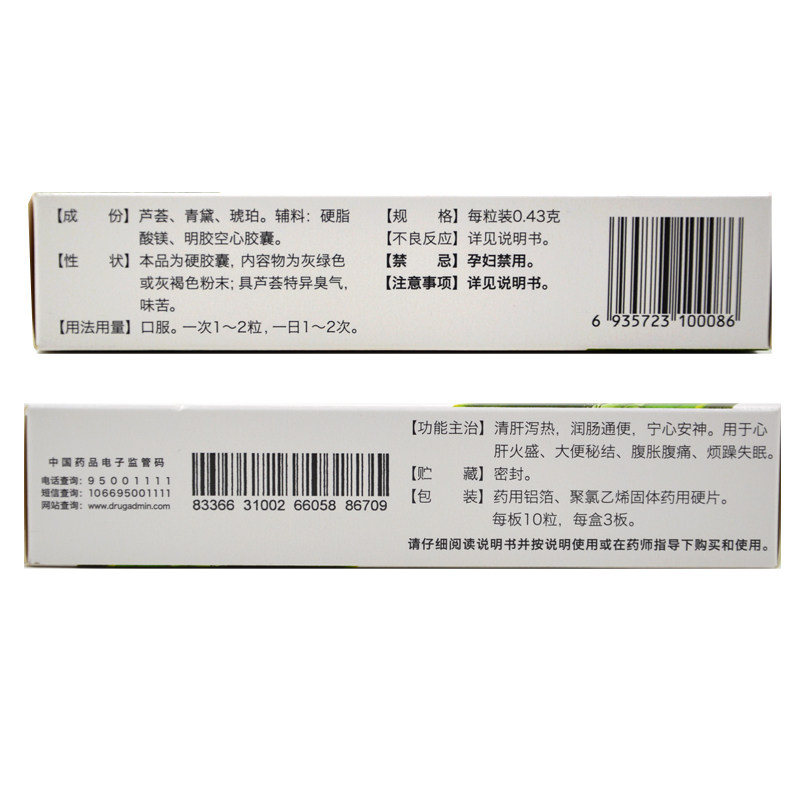 【成 份】芦荟、青黛、琥珀。辅料：硬脂
酸镁、明胶空心胶囊。
【性 状】本品为硬胶囊，内容物为灰绿色
或灰褐色粉末；具芦荟特异臭气，
味苦。
【用法用量】口服。一次1～2粒，一日1～2次。
【规 格】每粒装0.43克
【不良反应】详见说明书。
【禁 忌】孕妇禁用。
【注意事项】详见说明书。
6 935723 100086
中国药品电子监管码
电话查询：95001111
短信查询：106695001111
网站查询：www.drugadmin.com
83366 31002 66058 86709
【功能主治】清肝泻热，润肠通便，宁心安神。用于心
肝火盛、大便秘结、腹胀腹痛、烦躁失眠。
【贮 藏】密封。
【包 装】药用铝箔、聚氯乙烯固体药用硬片。
每板10粒，每盒3板。
请仔细阅读说明书并按说明使用或在药师指导下购买和使用。